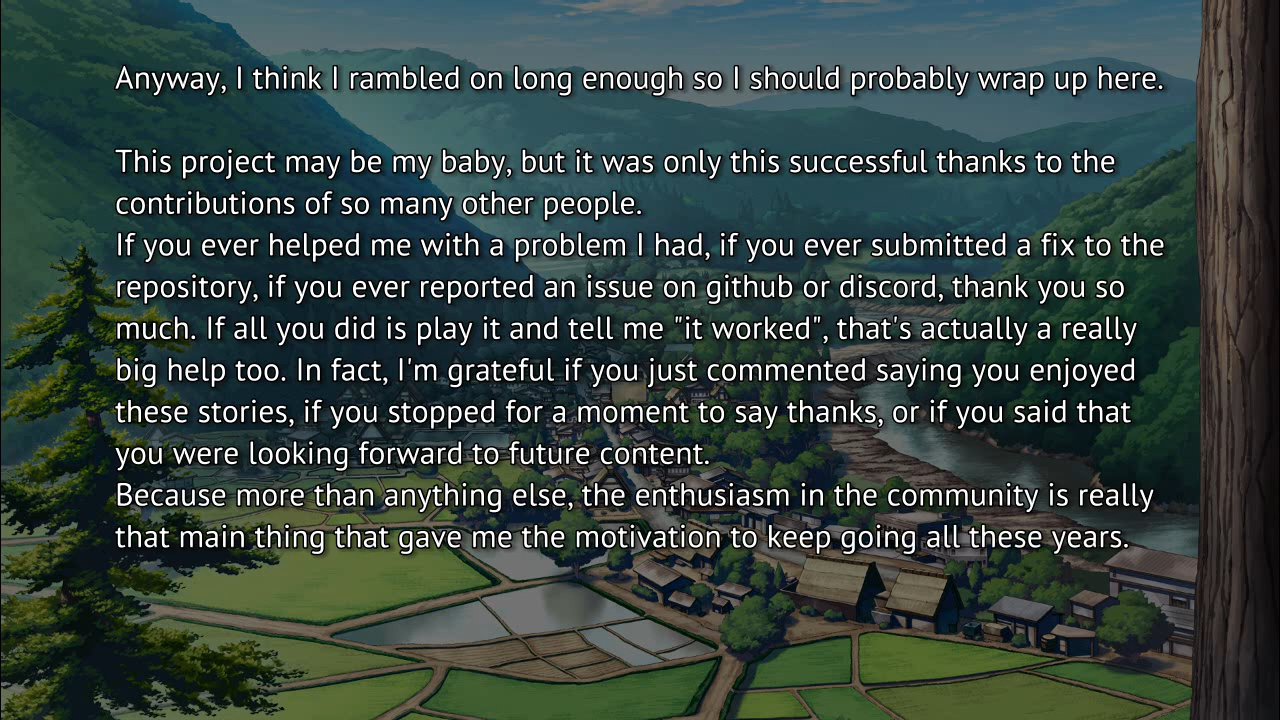 Anyway, I think I rambled on long enough so I should probably wrap up here.
This project may be my baby, but it was only this successful thanks to the
contributions of so many other people.
If you ever helped me with a problem I had, if you ever submitted a fix to the
repository, if you ever reported an issue on github or discord, thank you so
much. If all you did is play it and tell me "it worked", that's actually a really
big help too. In fact, I'm grateful if you just commented saying you enjoyed
these stories, if you stopped for a moment to say thanks, or if you said that
you were looking forward to future content.
Because more than anything else, the enthusiasm in the community is really
that main thing that gave me the motivation to keep going all these years.